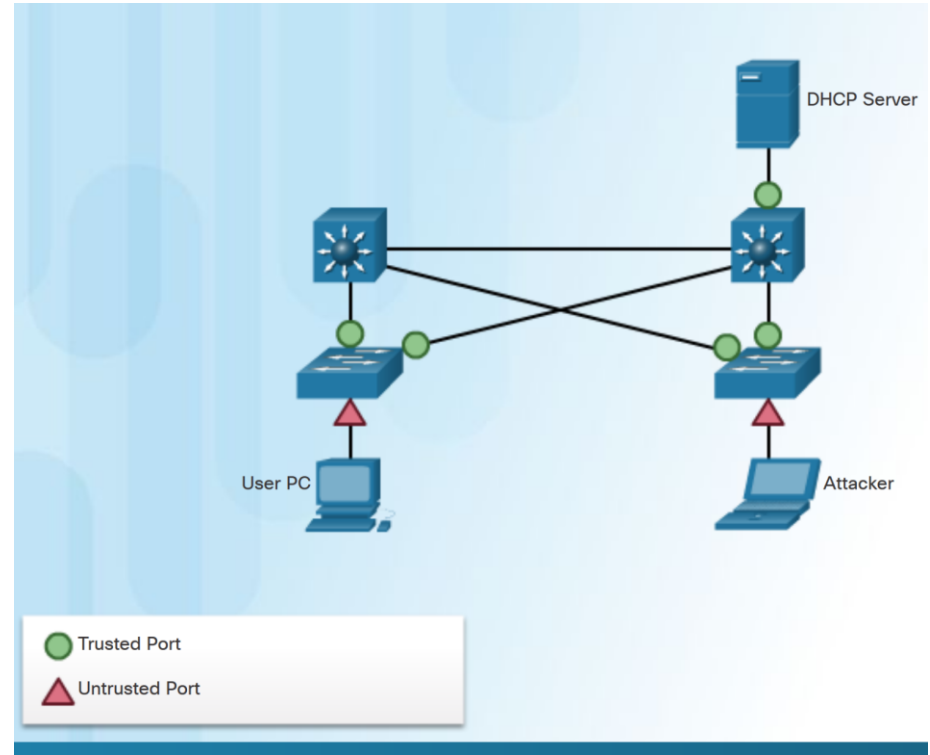 DHCP Server
User PC
Attacker
Trusted Port
Untrusted Port